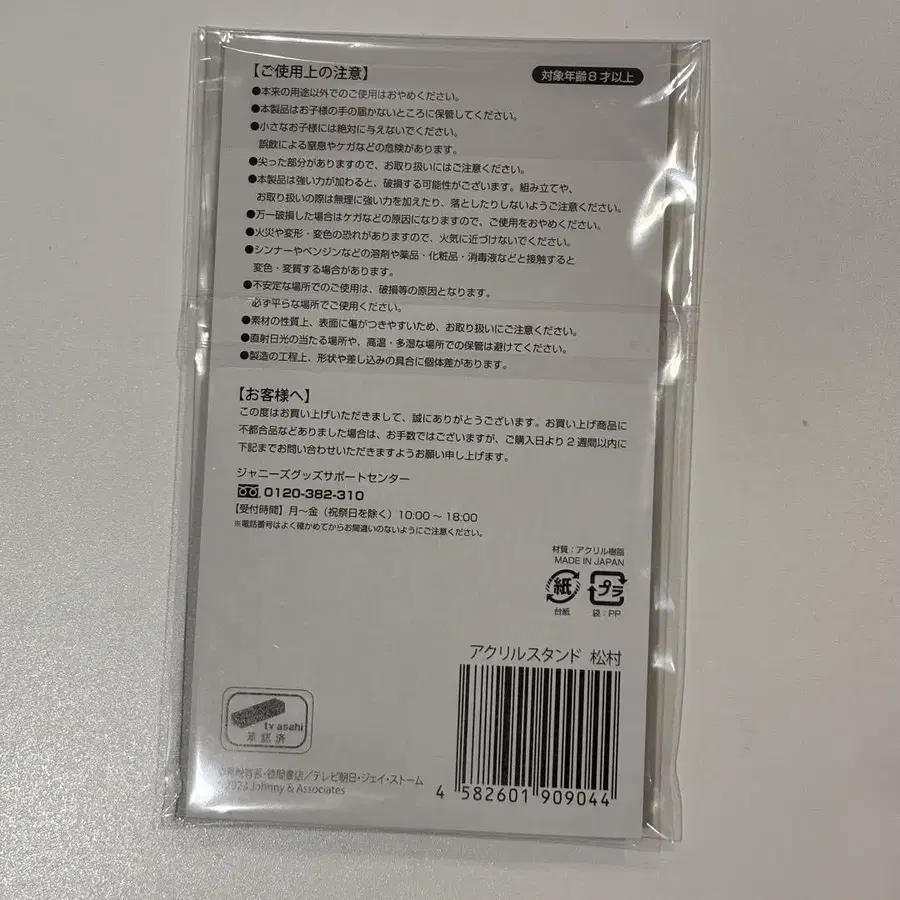 【ご使用上の注意】
対象年齢8才以上
●本来の用途以外でのご使用はおやめください。
●本製品はお子様の手の届かないところに保管してください。
●小さなお子様には絶対に与えないでください。
誤飲による窒息やケガなどの危険があります。
●尖った部分がありますので、お取り扱いにはご注意ください。
●本製品は強い力が加わると、破損する可能性がございます。組み立てや、
お取り扱いの際は無理に強い力を加えたり、落としたりしないようご注意ください。
●万一破損した場合はケガなどの原因になりますので、ご使用をおやめください。
●火災や変形・変色の恐れがありますので、火気に近づけないでください。
●シンナーやベンジンなどの溶剤や薬品・化粧品・消毒液などと接触すると
変色・変質する場合があります。
●不安定な場所でのご使用は、破損等の原因となります。
必ず平らな場所でご使用ください。
●素材の性質上、表面に傷がつきやすいため、お取り扱いにご注意ください。
●直射日光の当たる場所や、高温・多湿な場所での保管は避けてください。
●製造の工程上、形状や差し込みの具合に個体差があります。
【お客様へ】
この度はお買い上げいただきまして、誠にありがとうございます。お買い上げ商品に
不都合品などありました場合は、お手数ではございますが、ご購入日より2週間以内に
下記までお問い合わせいただきますようお願い申し上げます。
ジャニーズグッズサポートセンター
0120-382-310
【受付時間】月～金（祝祭日を除く）10:00～18:00
※電話番号はよく確かめてからお間違いのないようにご注意ください。
材質：アクリル樹脂
MADE IN JAPAN
紙 プラ
台紙 袋：PP
アクリルスタンド 松村
tv asahi
承認済
徳間書店／テレビ朝日・ジェイ・ストーム
Johnny & Associates
4 582601 909044